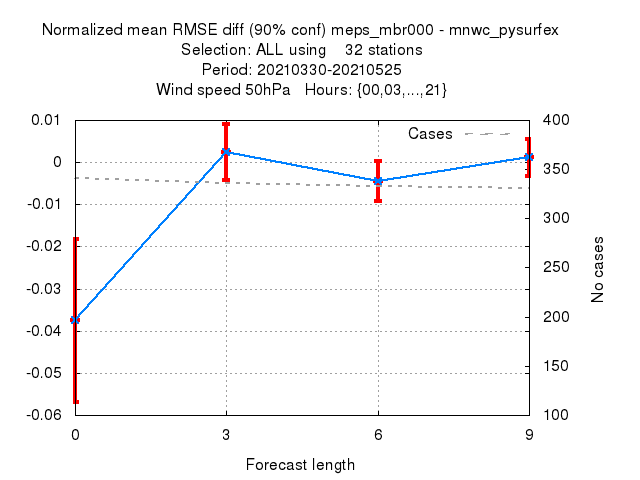 Normalized mean RMSE diff (90% conf) meps_mbr000 - mnwc_pysurfex
Selection: ALL using 32 stations
Period: 20210330-20210525
Wind speed 50hPa Hours: {00,03,...,21}
0.01
0
-0.01
-0.02
-0.03
-0.04
-0.05
-0.06
Cases
400
350
300
250
200
150
100
No cases
0 3 6 9
Forecast length